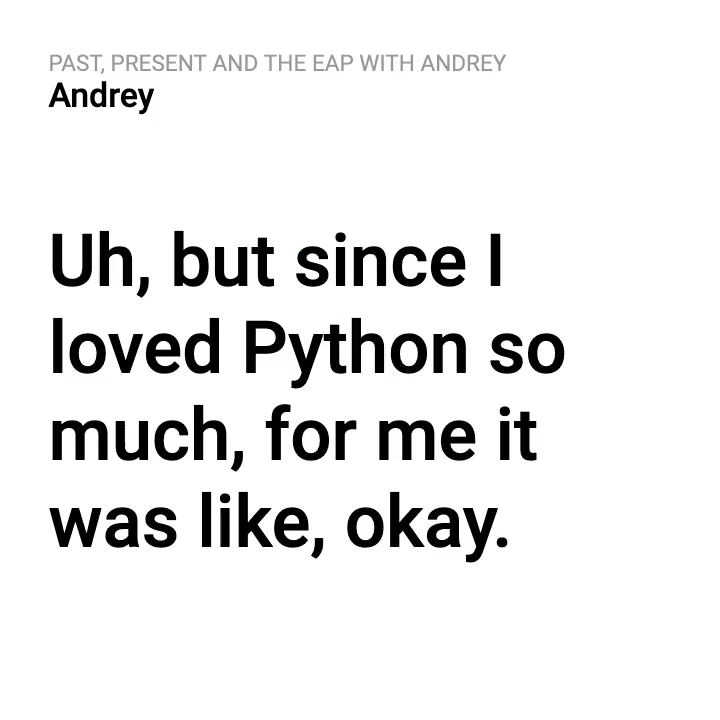 PAST, PRESENT AND THE EAP WITH ANDREY
Andrey
Uh, but since I
loved Python so
much, for me it
was like, okay.